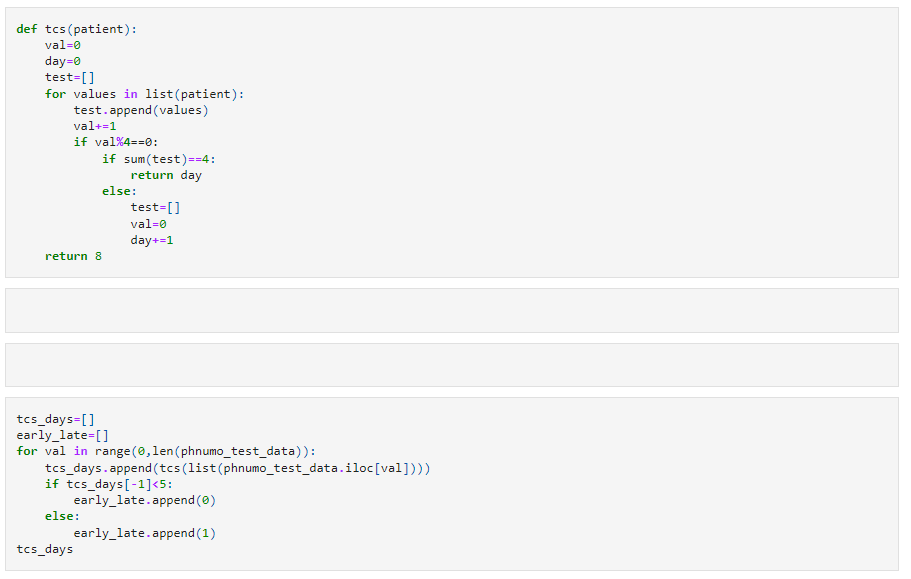 def tcs(patient):
    val=0
    day=0
    test=[]
    for values in list(patient):
        test.append(values)
        val+=1
        if val%4==0:
            if sum(test)==4:
                return day
            else:
                test=[]
                val=0
                day+=1
    return 8
tcs_days=[]
early_late=[]
for val in range(0,len(phnumo_test_data)):
    tcs_days.append(tcs(list(phnumo_test_data.iloc[val])))
    if tcs_days[-1]<5:
        early_late.append(0)
    else:
        early_late.append(1)
tcs_days